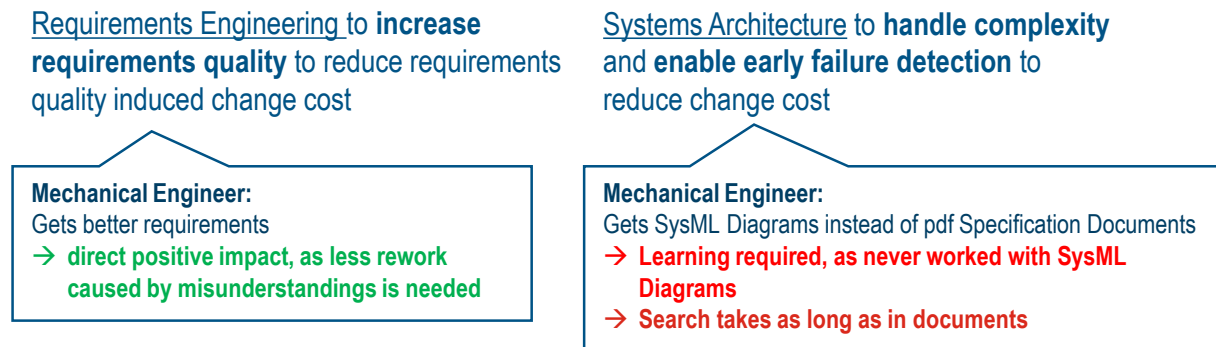 Requirements Engineering to increase
requirements quality to reduce requirements
quality induced change cost
Mechanical Engineer:
Gets better requirements
→ direct positive impact, as less rework
caused by misunderstandings is needed
Systems Architecture to handle complexity
and enable early failure detection to
reduce change cost
Mechanical Engineer:
Gets SysML Diagrams instead of pdf Specification Documents
→ Learning required, as never worked with SysML
Diagrams
→ Search takes as long as in documents